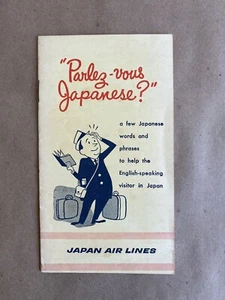 "Parlez-vous
Japanese?"
a few Japanese
words and
phrases
to help the
English-speaking
visitor in Japan
JAPAN AIR LINES